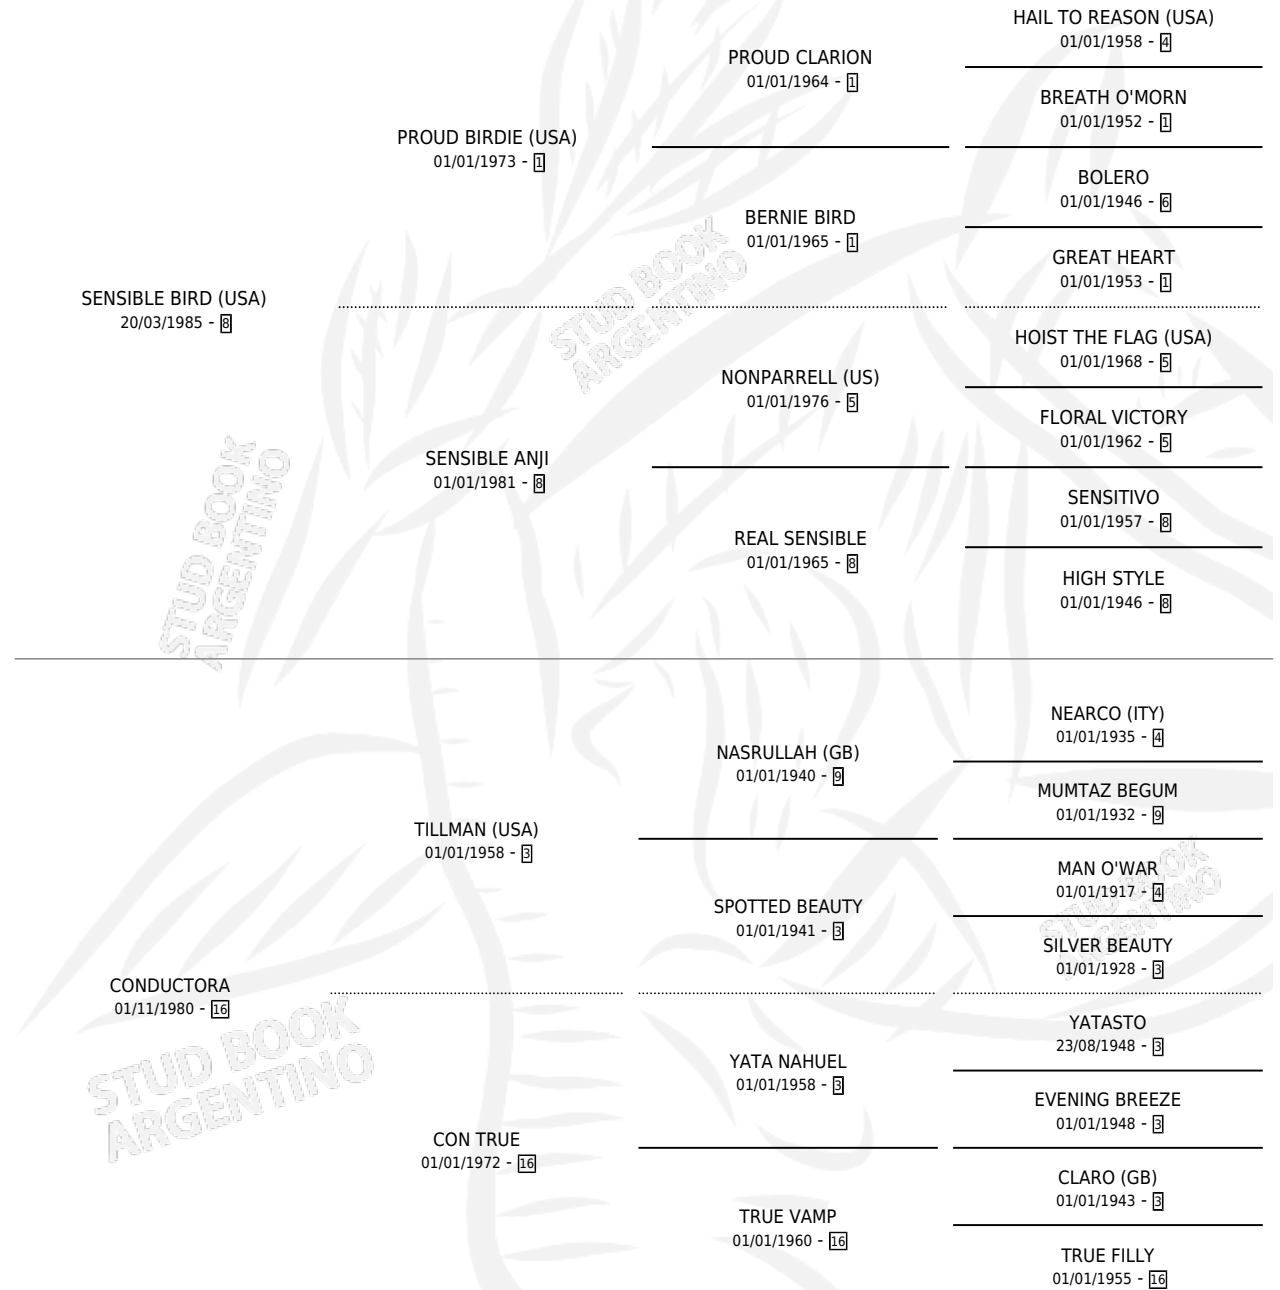 HAIL TO REASON (USA)
01/01/1958 - 4
PROUD CLARION
01/01/1964 - 1
BREATH O'MORN
01/01/1952 - 1
PROUD BIRDIE (USA)
01/01/1973 - 1
BOLERO
01/01/1946 - 6
BERNIE BIRD
01/01/1965 - 1
GREAT HEART
01/01/1953 - 1
SENSIBLE BIRD (USA)
20/03/1985 - 8
HOIST THE FLAG (USA)
01/01/1968 - 5
NONPARRELL (US)
01/01/1976 - 5
FLORAL VICTORY
01/01/1962 - 5
SENSIBLE ANJI
01/01/1981 - 8
SENSITIVO
01/01/1957 - 8
REAL SENSIBLE
01/01/1965 - 8
HIGH STYLE
01/01/1946 - 8
NEARCO (ITY)
01/01/1935 - 4
NASRULLAH (GB)
01/01/1940 - 9
MUMTAZ BEGUM
01/01/1932 - 9
TILLMAN (USA)
01/01/1958 - 3
MAN O'WAR
01/01/1917 - 4
SPOTTED BEAUTY
01/01/1941 - 3
SILVER BEAUTY
01/01/1928 - 3
CONDUCTORA
01/11/1980 - 16
YATASTO
23/08/1948 - 3
YATA NAHUEL
01/01/1958 - 3
EVENING BREEZE
01/01/1948 - 3
CON TRUE
01/01/1972 - 16
CLARO (GB)
01/01/1943 - 3
TRUE VAMP
01/01/1960 - 16
TRUE FILLY
01/01/1955 - 16
STUD BOOK
ARGENTINO
STUD BOOK
ARGENTINO
STUD BOOK
ARGENTINO
STUD BOOK
ARGENTINO